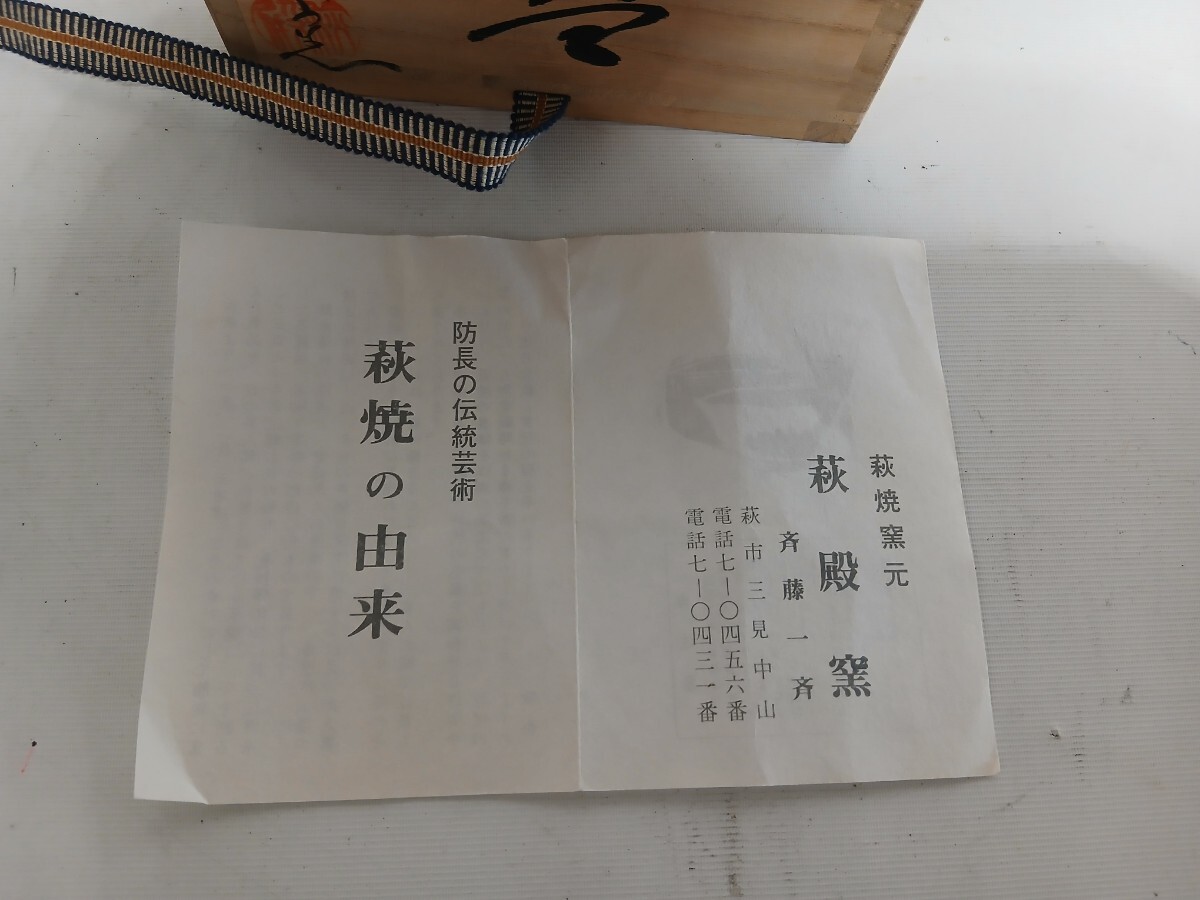 萩焼窯元
萩殿窯
斉藤一斉
萩市三見中山
電話七―〇四五六番
電話七―〇四三一番
防長の伝統芸術
萩焼の由来